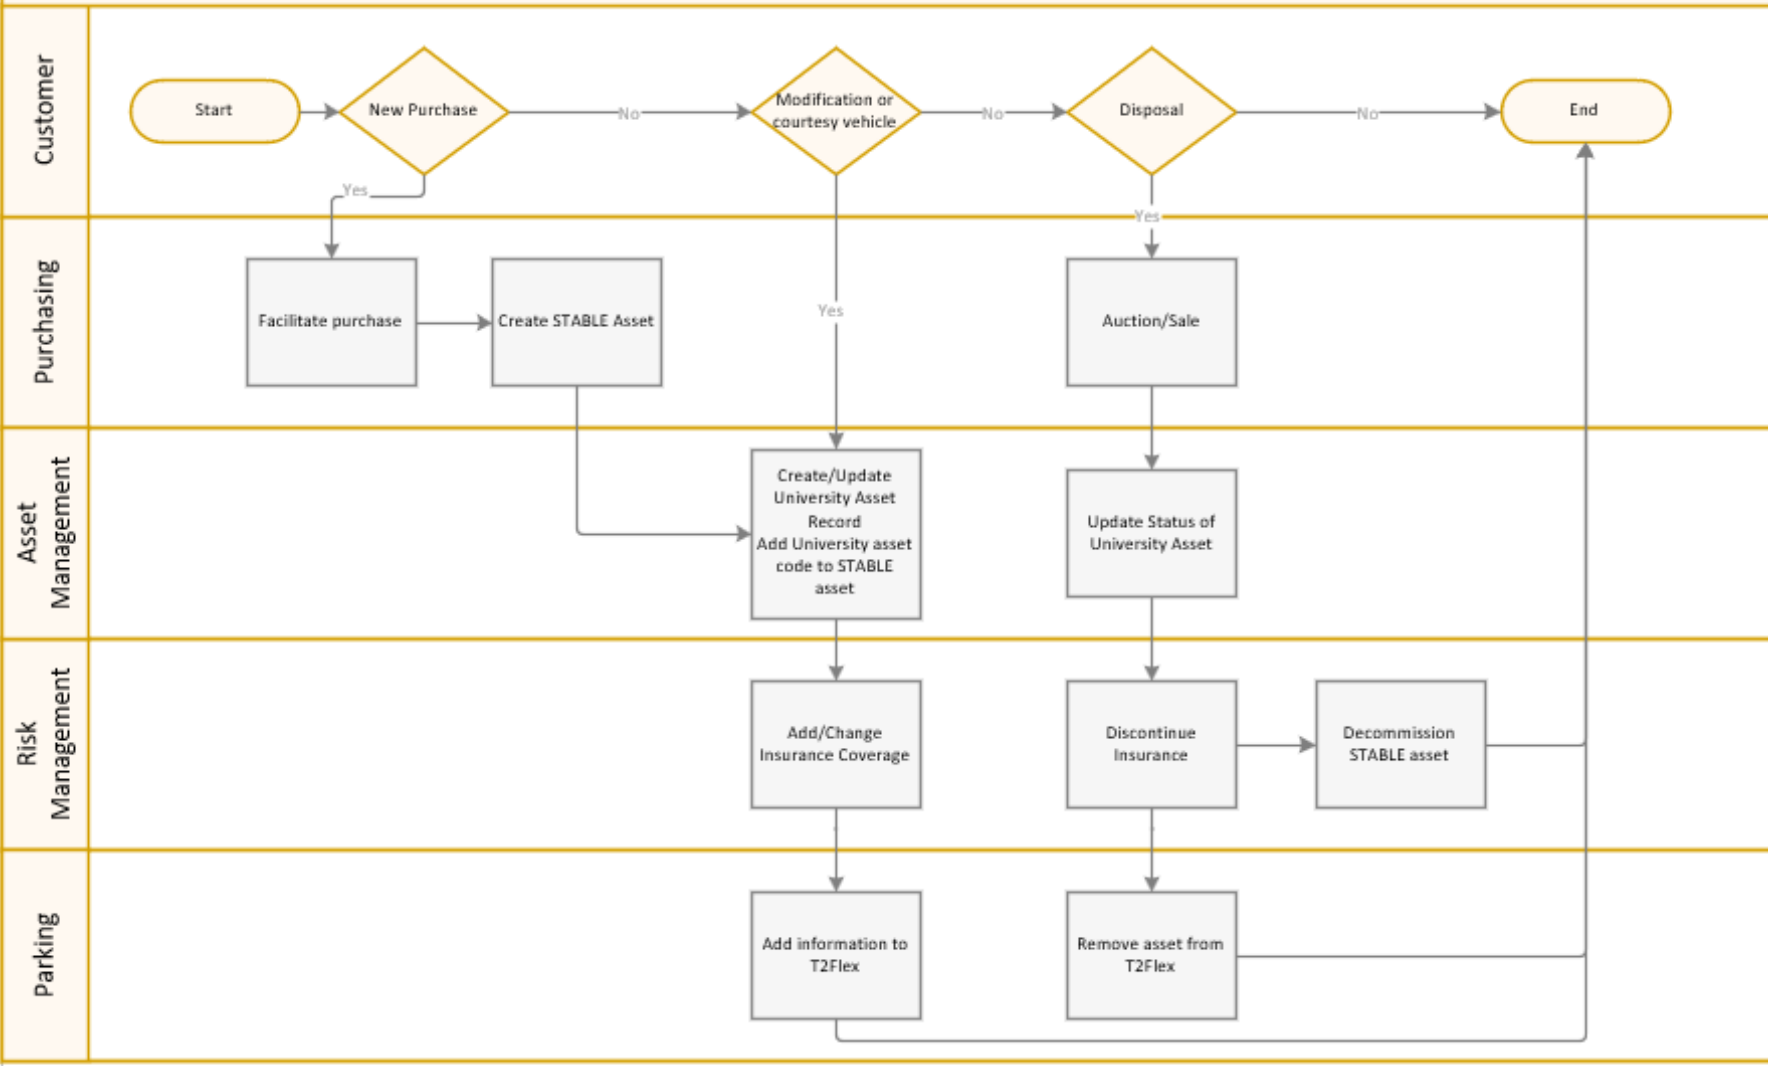 Customer
Start
New Purchase
No
Modification or
courtesy vehicle
No
Disposal
No
End
Yes
Yes
Purchasing
Facilitate purchase
Create STABLE Asset
Yes
Auction/Sale
Asset
Management
Create/Update
University Asset
Record
Add University asset
code to STABLE
asset
Update Status of
University Asset
Risk
Management
Add/Change
Insurance Coverage
Discontinue
Insurance
Decommission
STABLE asset
Parking
Add information to
T2Flex
Remove asset from
T2Flex